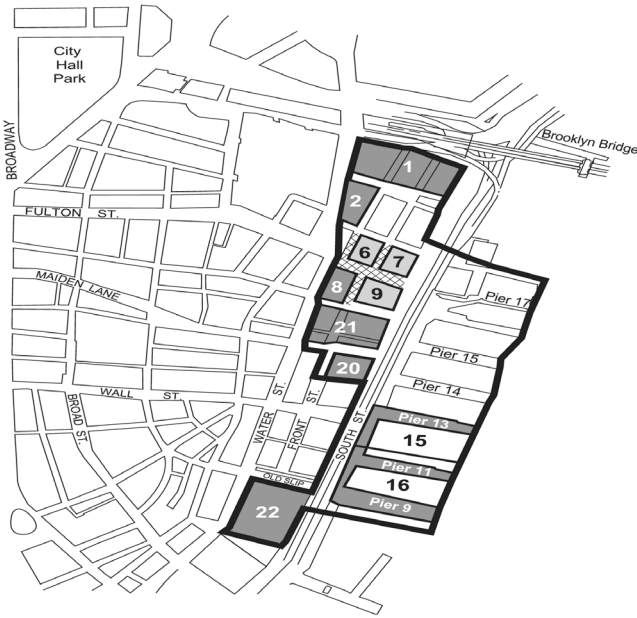 City
Hall
Park
BROADWAY
Brooklyn Bridge
1
2
FULTON ST.
6
7
MAIDEN LANE
8
9
Pier 17
21
Pier 15
20
Pier 14
WALL ST.
BROAD ST.
WATER ST.
FRONT ST.
SOUTH ST.
Pier 13
15
Pier 11
16
OLD SLIP
Pier 9
22